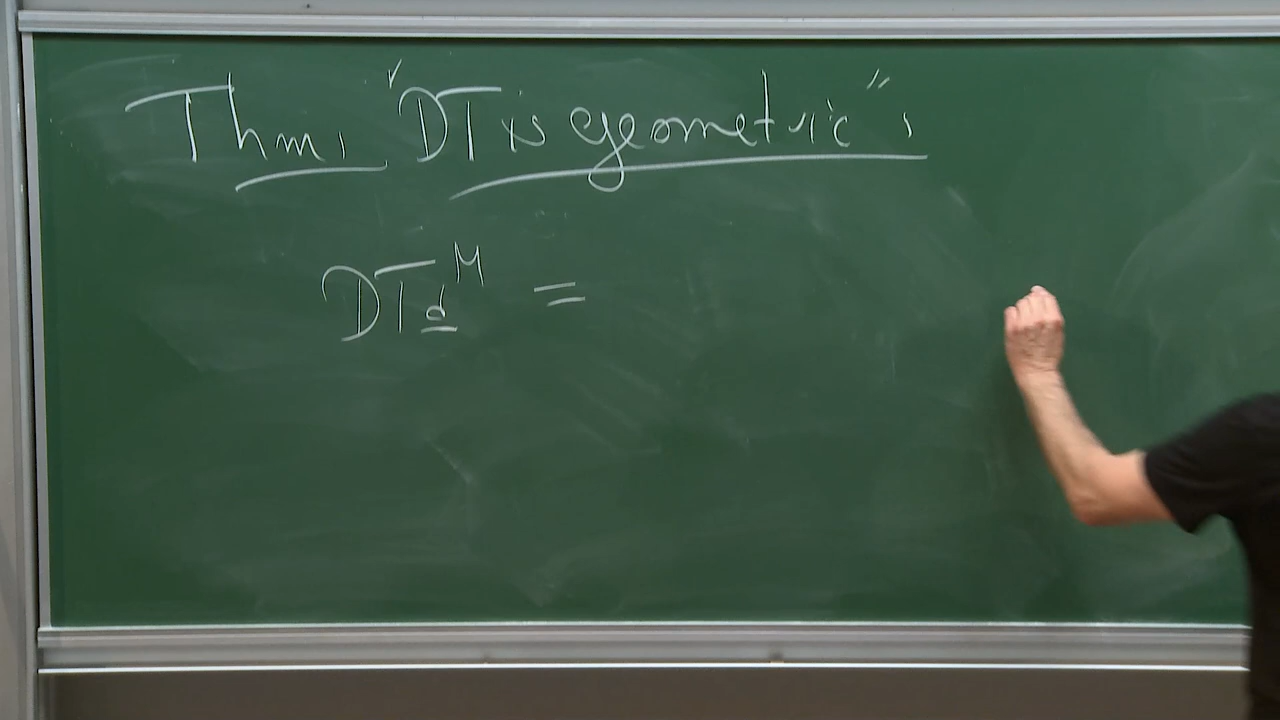 Thm, "DT is geometric":
DT_d^M =